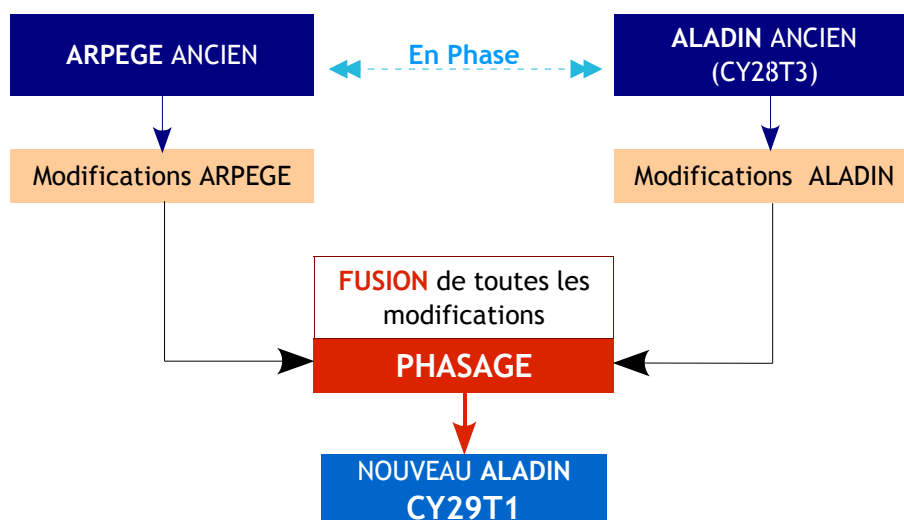 ARPEGE ANCIEN
En Phase
ALADIN ANCIEN
(CY28T3)
Modifications ARPEGE
Modifications ALADIN
FUSION de toutes les
modifications
PHASAGE
NOUVEAU ALADIN
CY29T1